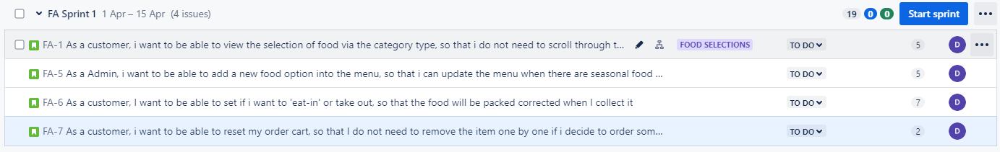 FA Sprint 1 1 Apr – 15 Apr (4 issues) 19 0 0 Start sprint
FA-1 As a customer, i want to be able to view the selection of food via the category type, so that i do not need to scroll through t... FOOD SELECTIONS TO DO 5 D
FA-5 As a Admin, i want to be able to add a new food option into the menu, so that i can update the menu when there are seasonal food ... TO DO 5 D
FA-6 As a customer, I want to be able to set if i want to 'eat-in' or take out, so that the food will be packed corrected when I collect it TO DO 7 D
FA-7 As a customer, i want to be able to reset my order cart, so that I do not need to remove the item one by one if i decide to order som... TO DO 2 D